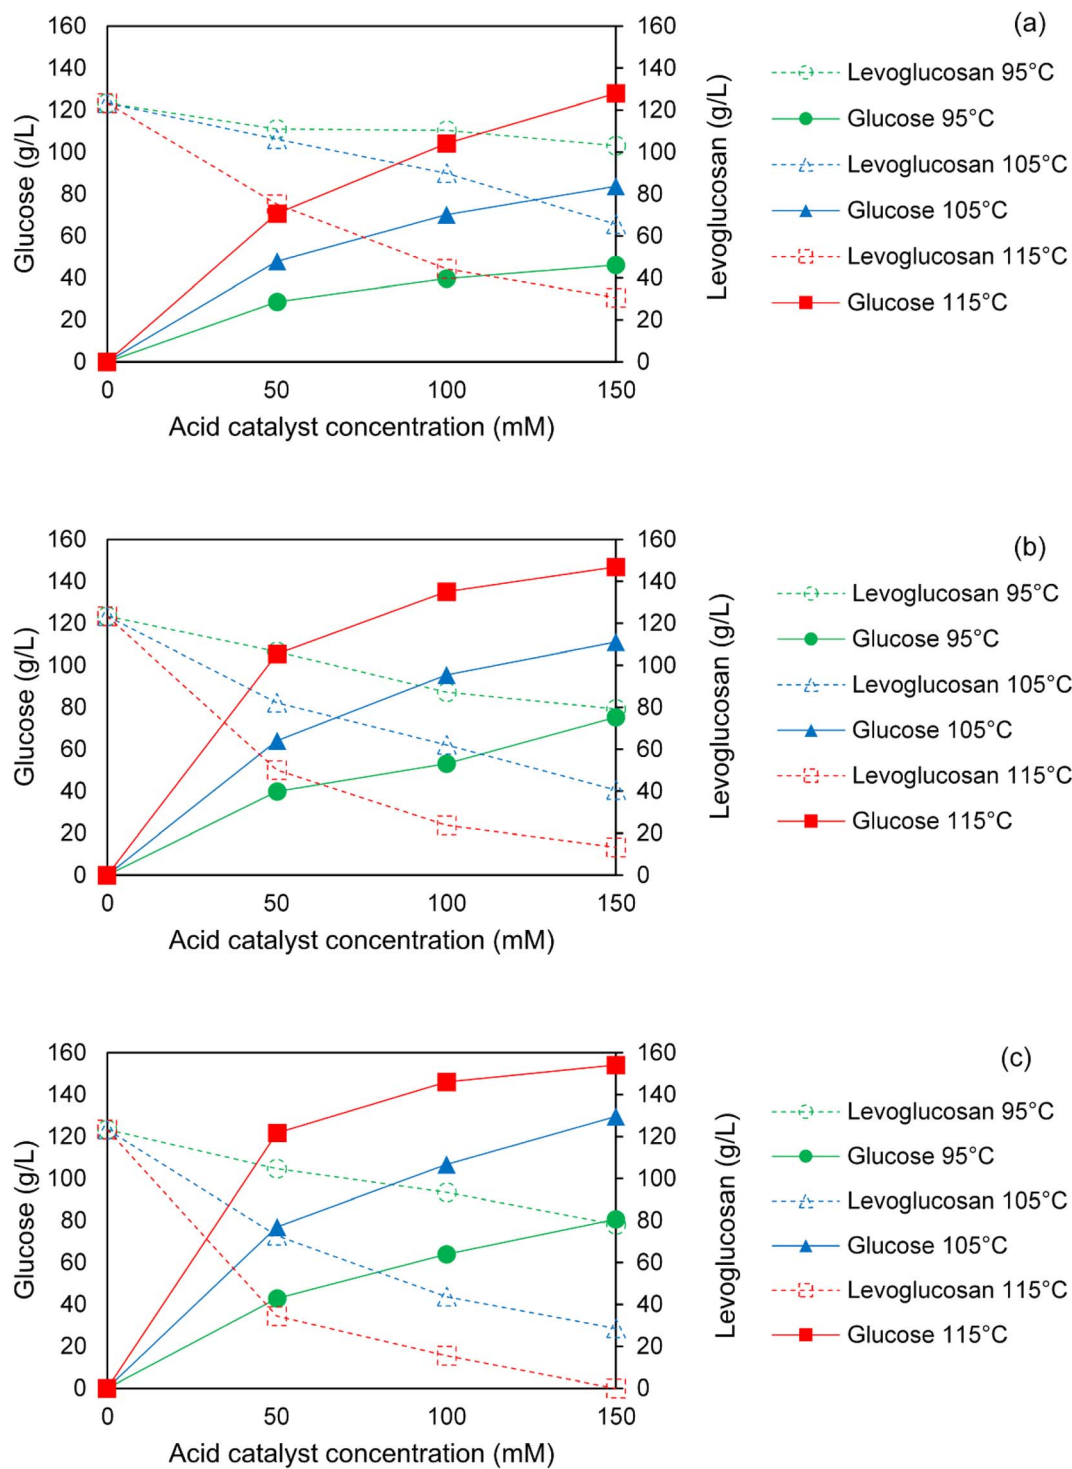 (a)
160 160
140 140
120 120
100 100
80 80
60 60
40 40
20 20
0 0
0 50 100 150
Glucose (g/L)
Levoglucosan (g/L)
Acid catalyst concentration (mM)
Levoglucosan 95°C
Glucose 95°C
Levoglucosan 105°C
Glucose 105°C
Levoglucosan 115°C
Glucose 115°C
(b)
160 160
140 140
120 120
100 100
80 80
60 60
40 40
20 20
0 0
0 50 100 150
Glucose (g/L)
Levoglucosan (g/L)
Acid catalyst concentration (mM)
Levoglucosan 95°C
Glucose 95°C
Levoglucosan 105°C
Glucose 105°C
Levoglucosan 115°C
Glucose 115°C
(c)
160 160
140 140
120 120
100 100
80 80
60 60
40 40
20 20
0 0
0 50 100 150
Glucose (g/L)
Levoglucosan (g/L)
Acid catalyst concentration (mM)
Levoglucosan 95°C
Glucose 95°C
Levoglucosan 105°C
Glucose 105°C
Levoglucosan 115°C
Glucose 115°C